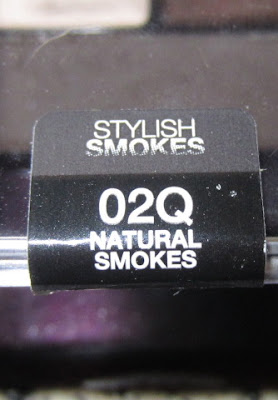 STYLISH
SMOKES
02Q
NATURAL
SMOKES